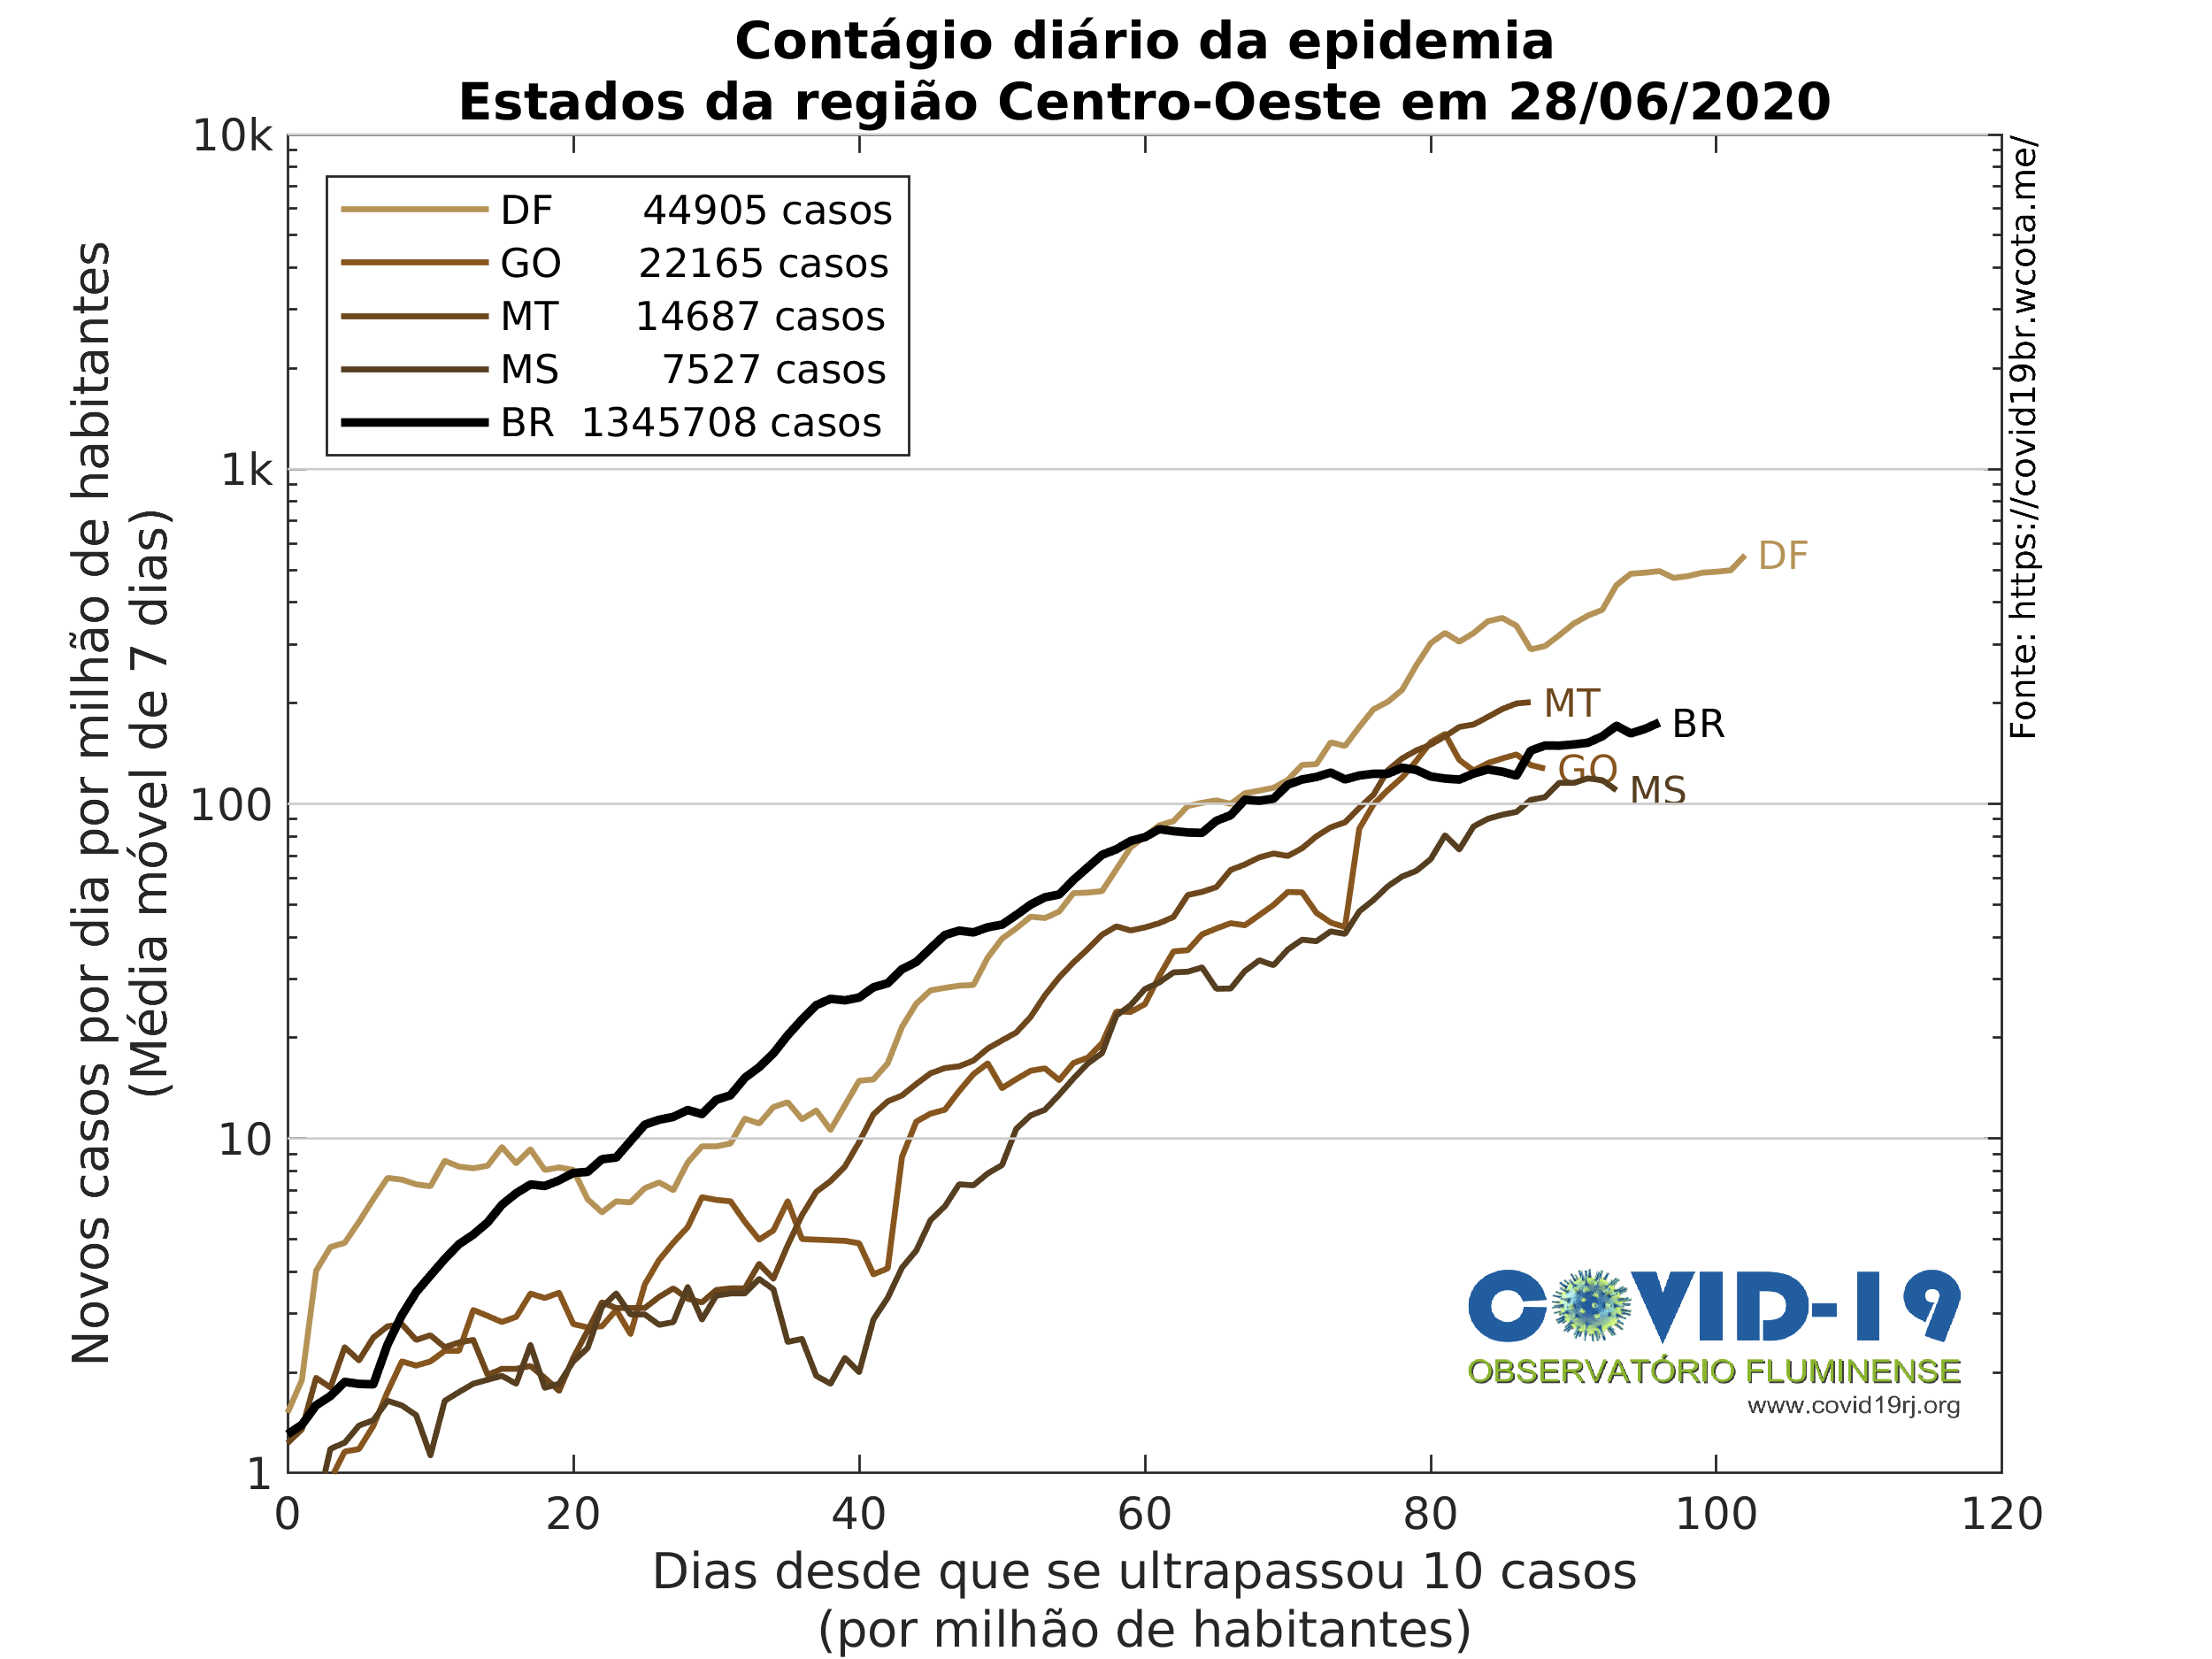 Contágio diário da epidemia
Estados da região Centro-Oeste em 28/06/2020
10k
1k
100
10
1
Novos casos por dia por milhão de habitantes
(Média móvel de 7 dias)
DF 44905 casos
GO 22165 casos
MT 14687 casos
MS 7527 casos
BR 1345708 casos
DF
MT
BR
GO
MS
Fonte: https://covid19br.wcota.me/
COVID-19
OBSERVATÓRIO FLUMINENSE
www.covid19rj.org
0 20 40 60 80 100 120
Dias desde que se ultrapassou 10 casos
(por milhão de habitantes)